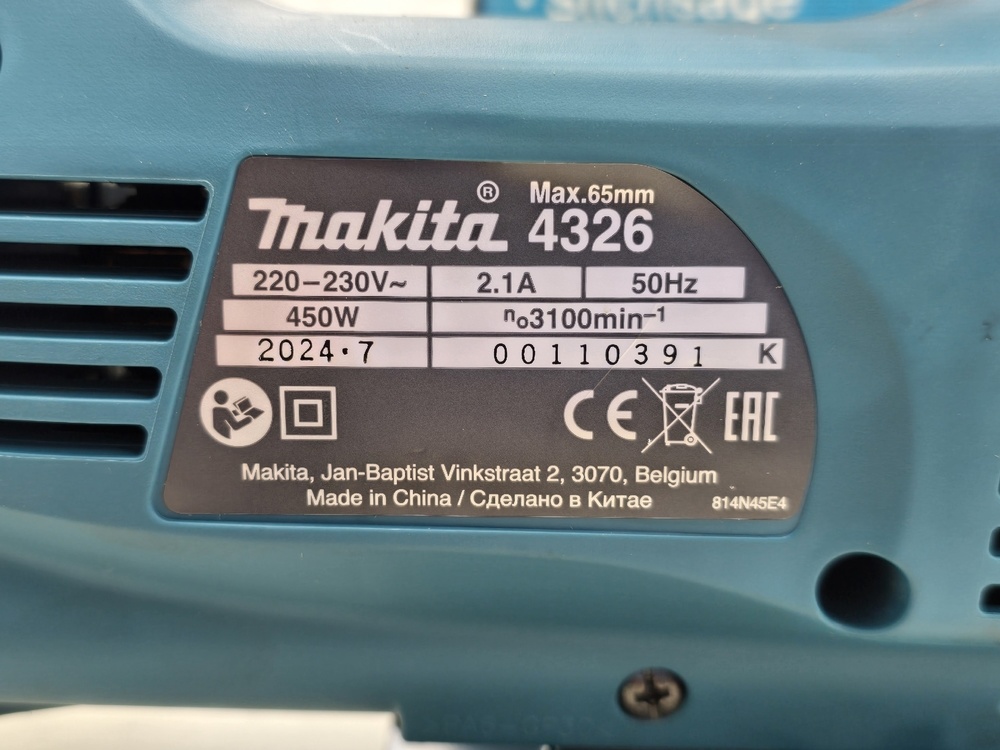 Max.65mm
makita® 4326
220–230V~ 2.1A 50Hz
450W n₀3100min⁻¹
2024·7 00110391 K
CE EAC
Makita, Jan-Baptist Vinkstraat 2, 3070, Belgium
Made in China / Сделано в Китае 814N45E4